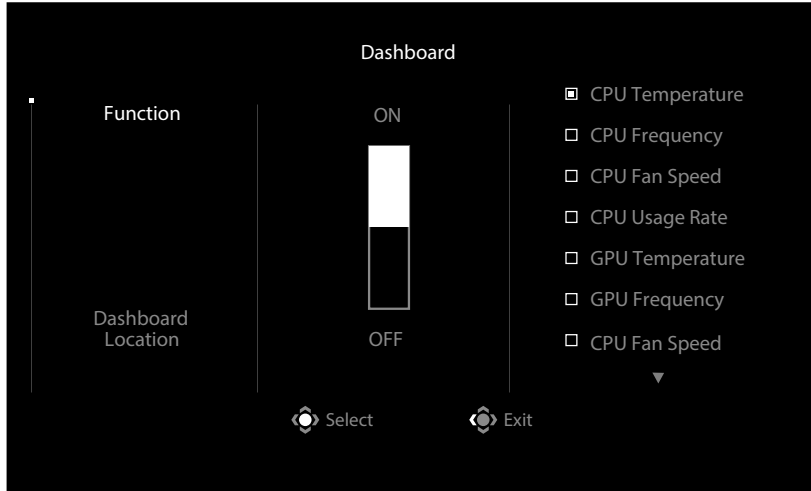 Dashboard
Function
Dashboard
Location
ON
OFF
CPU Temperature
CPU Frequency
CPU Fan Speed
CPU Usage Rate
GPU Temperature
GPU Frequency
CPU Fan Speed
Select
Exit